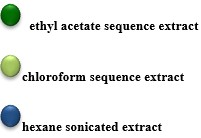 ethyl acetate sequence extract
chloroform sequence extract
hexane sonicated extract